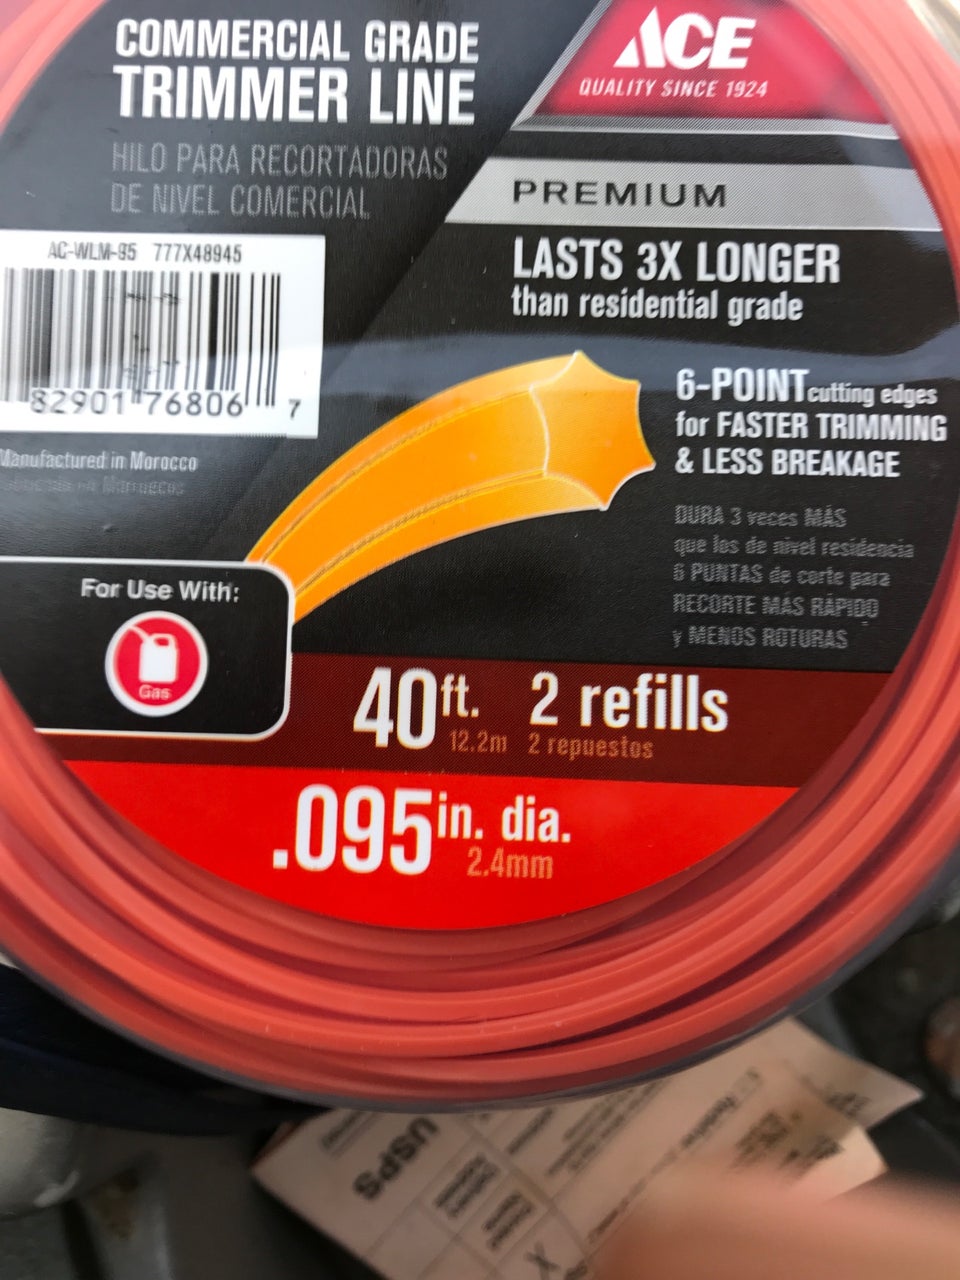 COMMERCIAL GRADE
TRIMMER LINE
HILO PARA RECORTADORAS
DE NIVEL COMERCIAL
ACE
QUALITY SINCE 1924
PREMIUM
LASTS 3X LONGER
than residential grade
AC-WLM-95 777X48945
82901 76806 7
Manufactured in Morocco
6-POINT cutting edges
for FASTER TRIMMING
& LESS BREAKAGE
DURA 3 veces MÁS
que los de nivel residencia
6 PUNTAS de corte para
RECORTE MÁS RÁPIDO
y MENOS ROTURAS
For Use With:
Gas
40 ft. 2 refills
12.2m 2 repuestos
.095 in. dia.
2.4mm
USPS